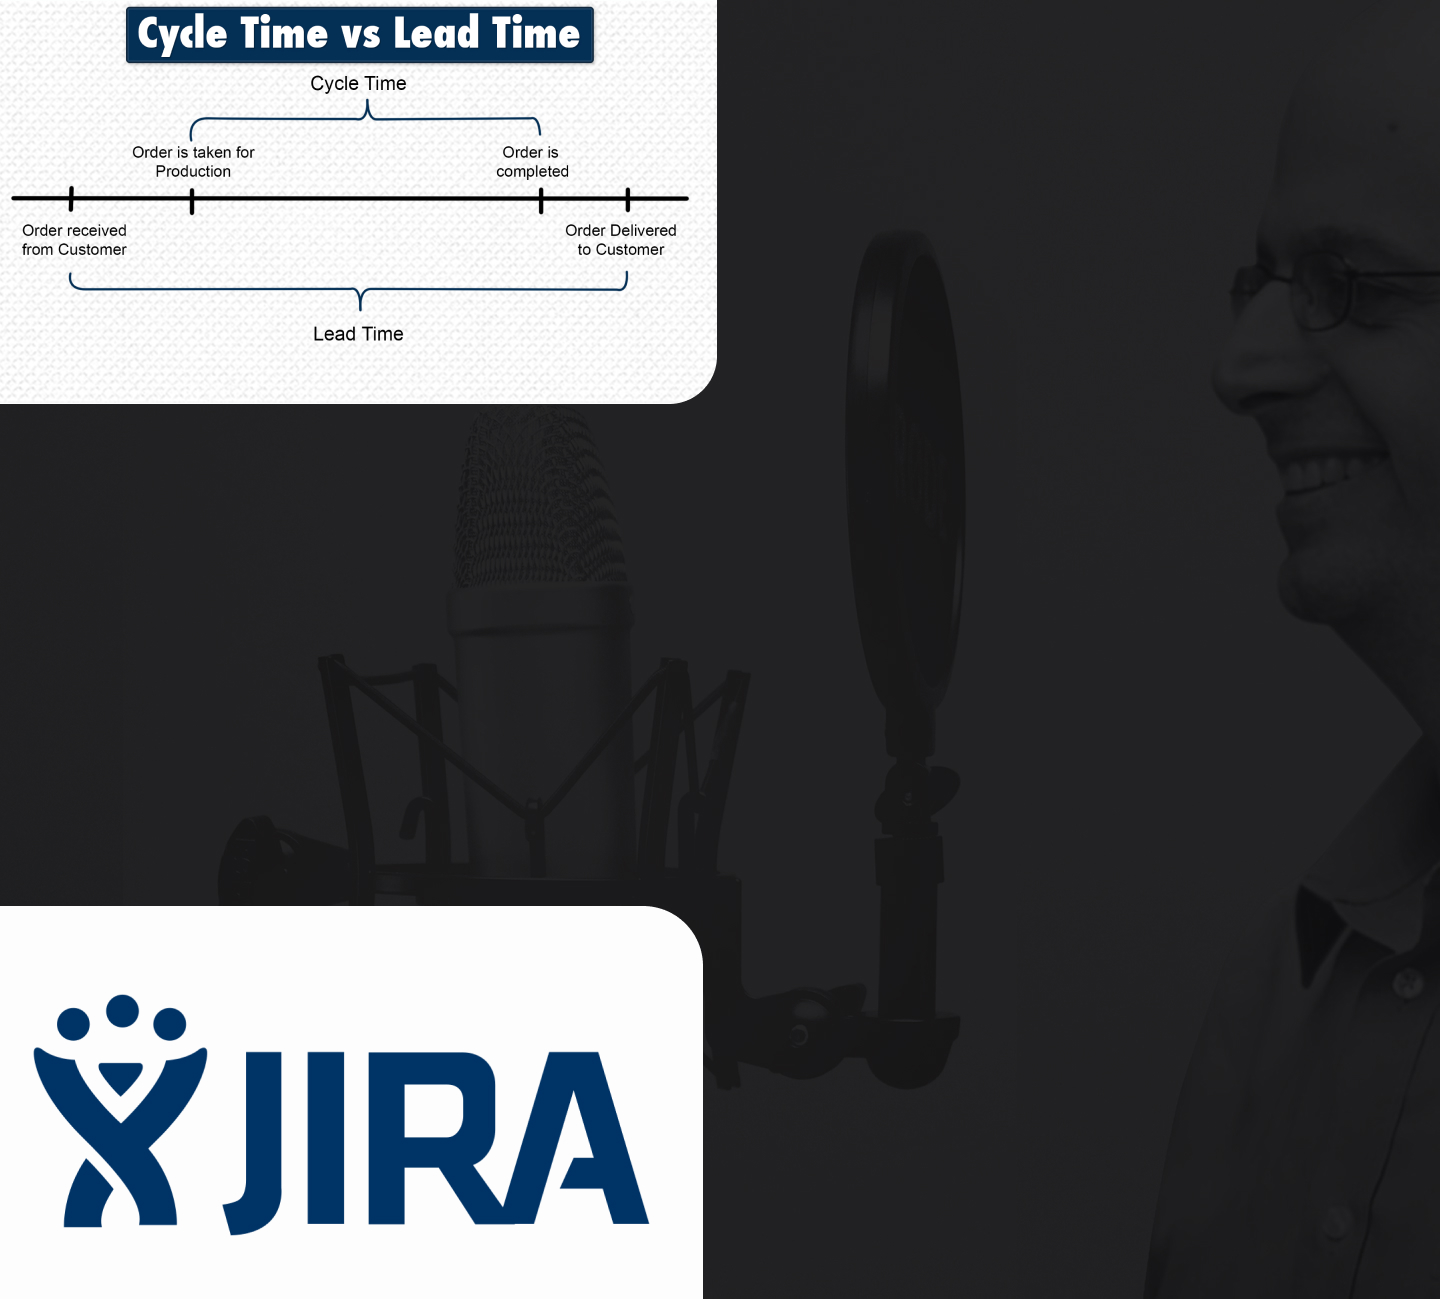 Cycle Time vs Lead Time
Cycle Time
Order is taken for
Production
Order is
completed
Order received
from Customer
Order Delivered
to Customer
Lead Time
JIRA